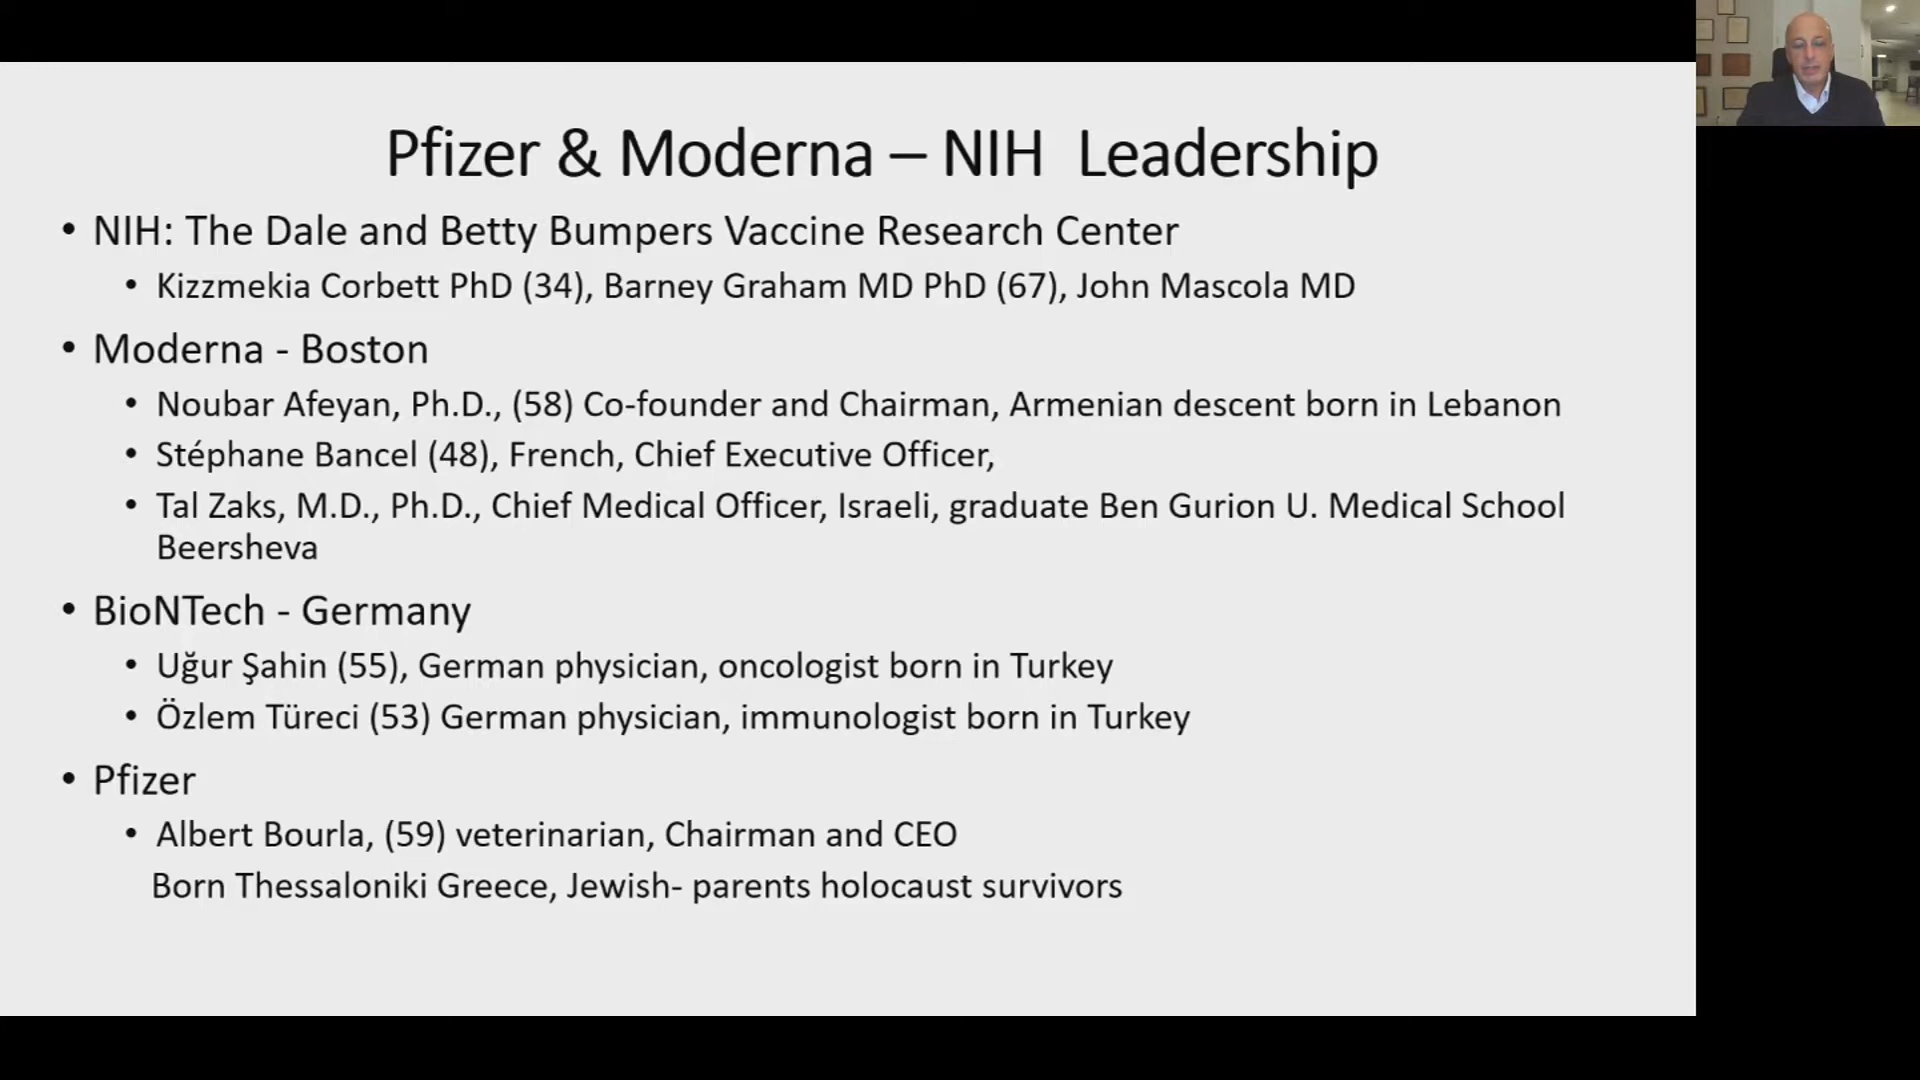 Pfizer & Moderna – NIH  Leadership
• NIH: The Dale and Betty Bumpers Vaccine Research Center
• Kizzmekia Corbett PhD (34), Barney Graham MD PhD (67), John Mascola MD
• Moderna - Boston
• Noubar Afeyan, Ph.D., (58) Co-founder and Chairman, Armenian descent born in Lebanon
• Stéphane Bancel (48), French, Chief Executive Officer,
• Tal Zaks, M.D., Ph.D., Chief Medical Officer, Israeli, graduate Ben Gurion U. Medical School
Beersheva
• BioNTech - Germany
• Uğur Şahin (55), German physician, oncologist born in Turkey
• Özlem Türeci (53) German physician, immunologist born in Turkey
• Pfizer
• Albert Bourla, (59) veterinarian, Chairman and CEO
Born Thessaloniki Greece, Jewish- parents holocaust survivors